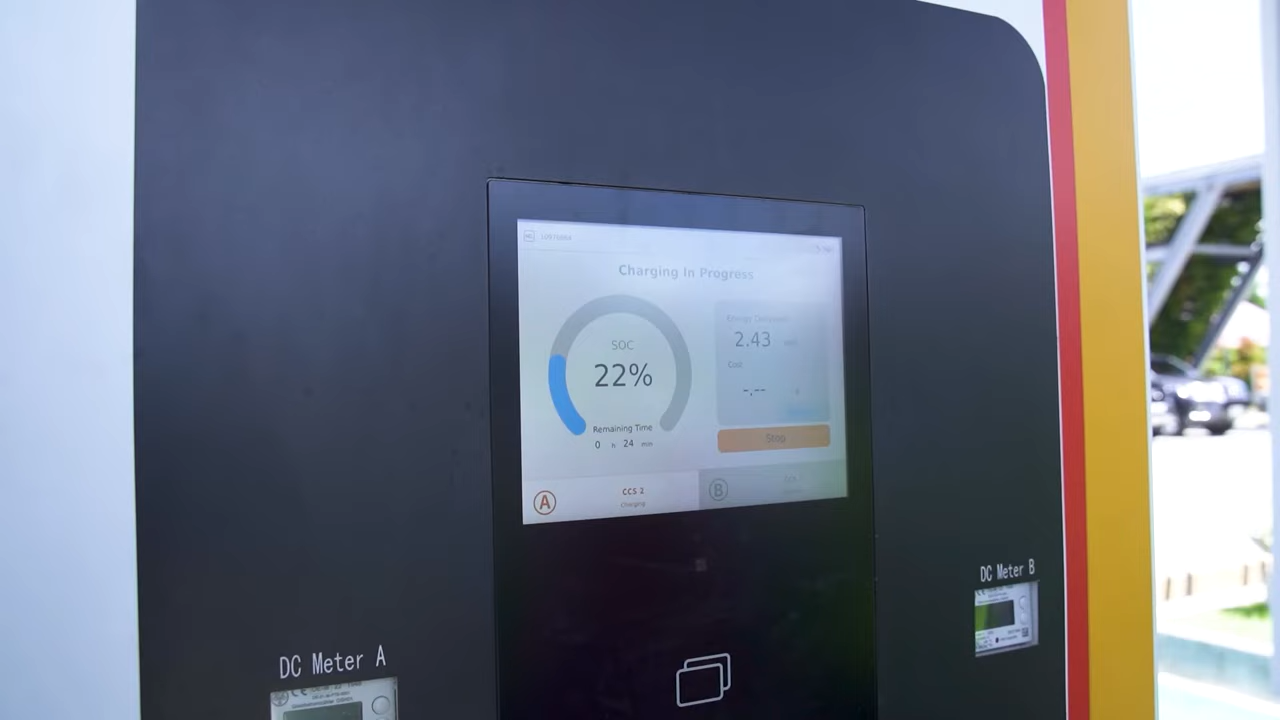 Charging In Progress
SOC
22%
Remaining Time
0 h 24 min
Energy Delivered
2.43
Cost
-.--
Stop
A
CCS 2
Charging
B
DC Meter A
DC Meter B